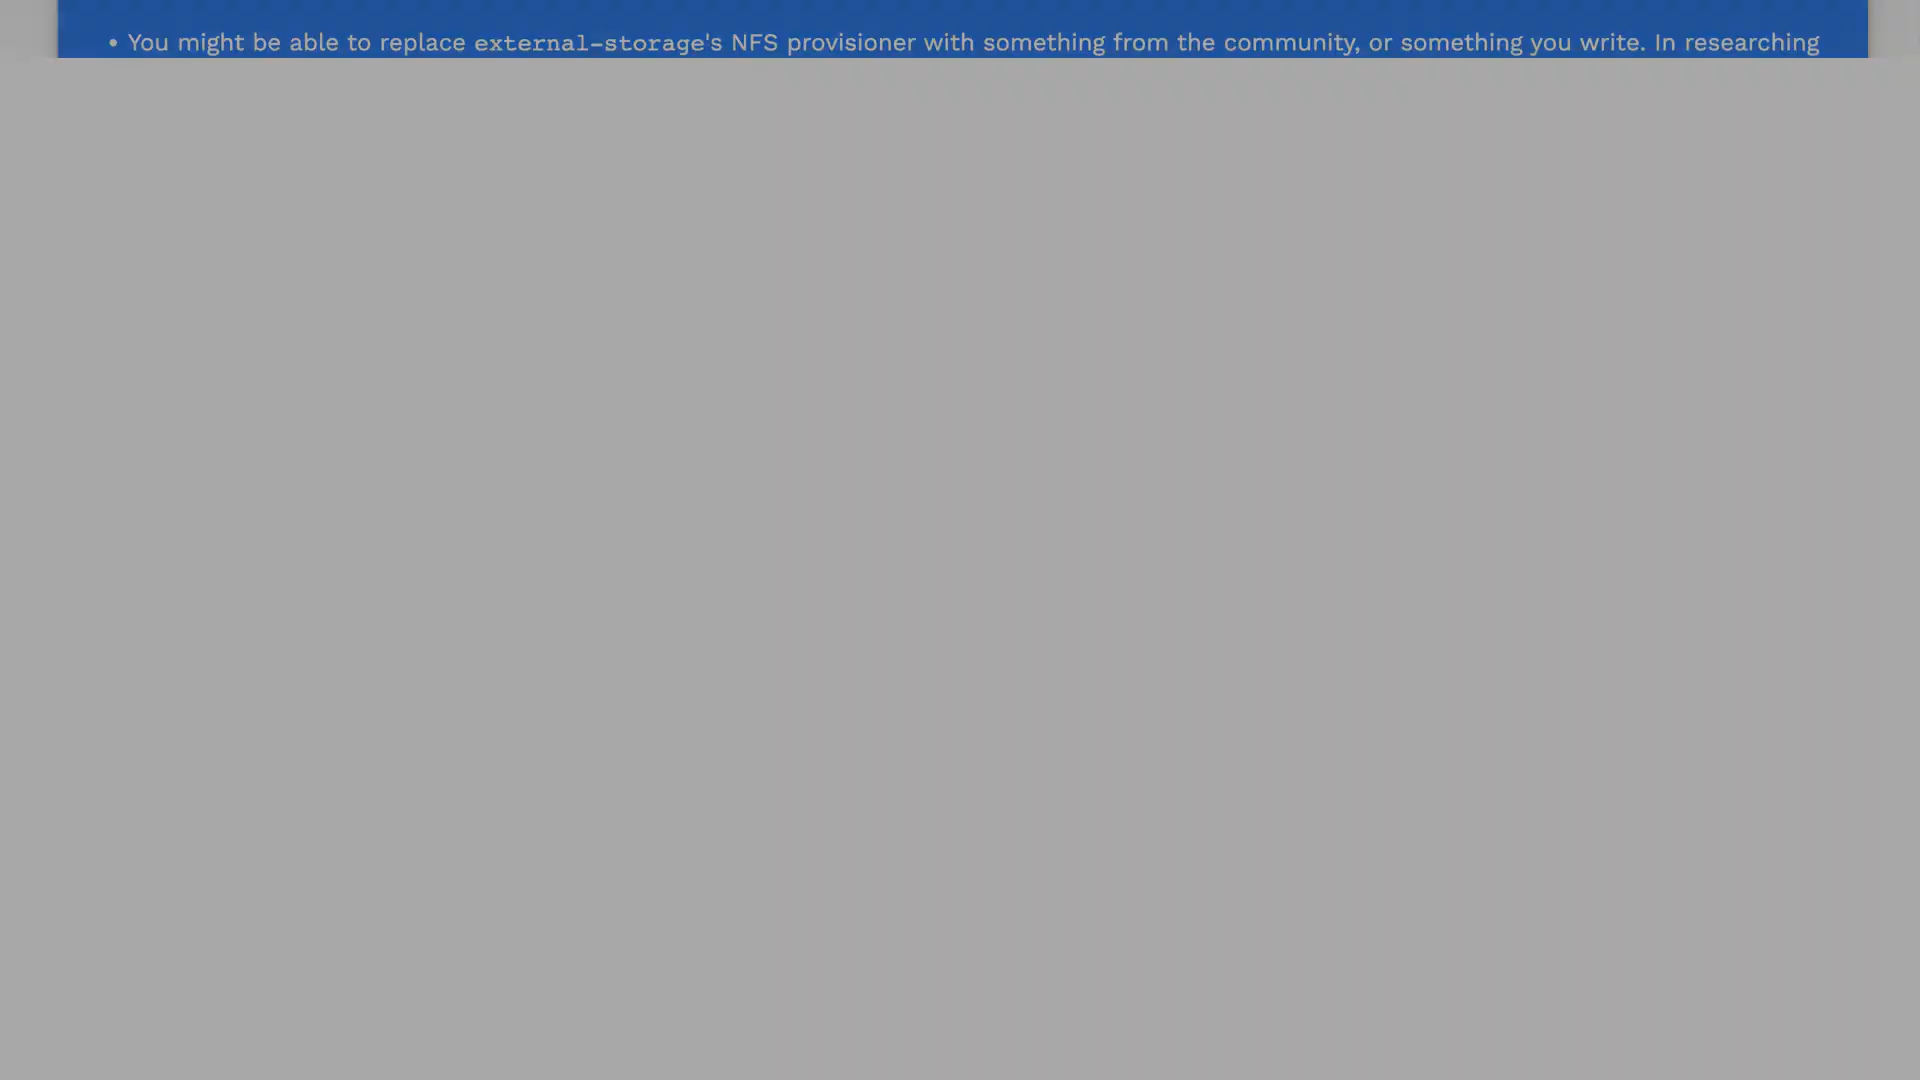 • You might be able to replace external-storage's NFS provisioner with something from the community, or something you write. In researching